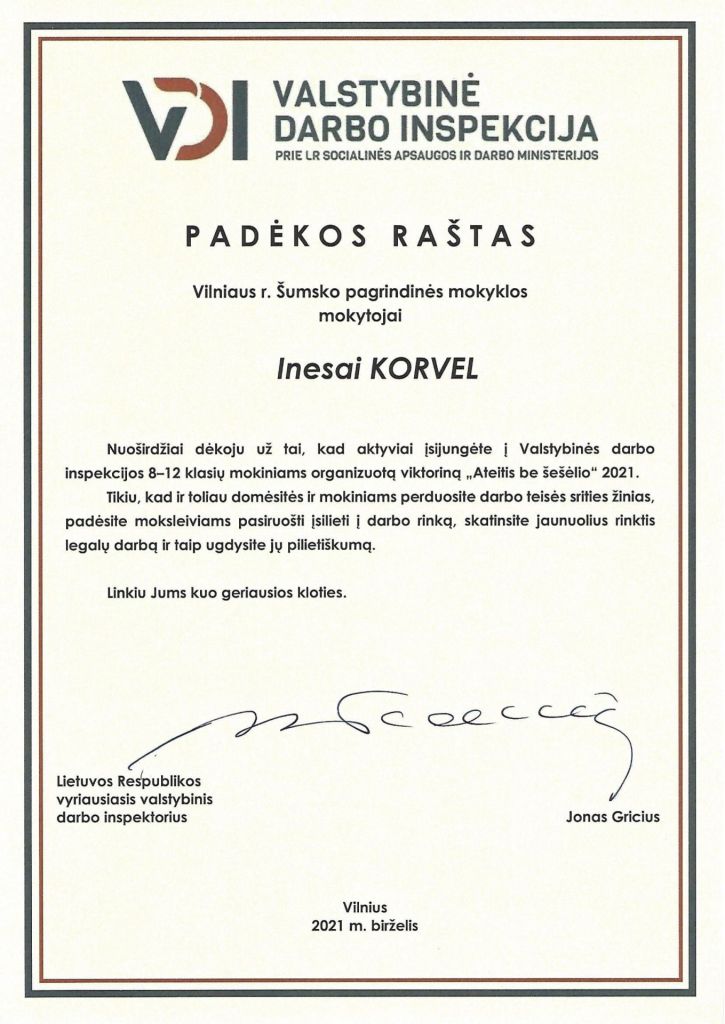 VDI VALSTYBINĖ
DARBO INSPEKCIJA
PRIE LR SOCIALINĖS APSAUGOS IR DARBO MINISTERIJOS
PADĖKOS RAŠTAS
Vilniaus r. Šumsko pagrindinės mokyklos
mokytojai
Inesai KORVEL
Nuoširdžiai dėkoju už tai, kad aktyviai įsijungėte į Valstybinės darbo
inspekcijos 8–12 klasių mokiniams organizuotą viktoriną „Ateitis be šešėlio“ 2021.
Tikiu, kad ir toliau domėsitės ir mokiniams perduosite darbo teisės srities žinias,
padėsite moksleiviams pasiruošti įsilieti į darbo rinką, skatinsite jaunuolius rinktis
legalų darbą ir taip ugdysite jų pilietiškumą.
Linkiu Jums kuo geriausios kloties.
Lietuvos Respublikos
vyriausiasis valstybinis
darbo inspektorius
Jonas Gricius
Vilnius
2021 m. birželis